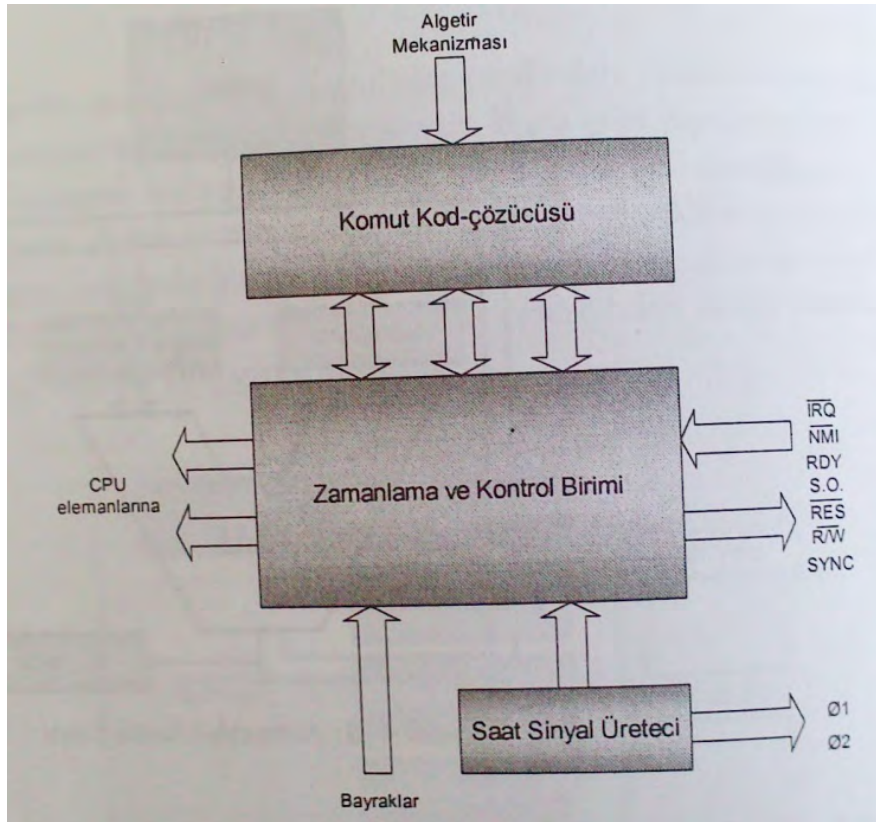 Algetir
Mekanizması
Komut Kod-çözücüsü
CPU
elemanlarına
Zamanlama ve Kontrol Birimi
IRQ
NMI
RDY
S.O.
RES
R/W
SYNC
Saat Sinyal Üreteci
Ø1
Ø2
Bayraklar